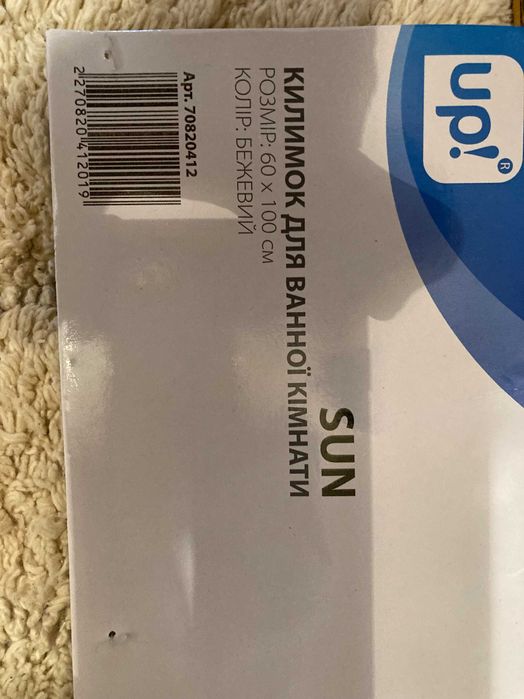 up!®
SUN
КИЛИМОК ДЛЯ ВАННОЇ КІМНАТИ
РОЗМІР: 60 х 100 см
КОЛІР: БЕЖЕВИЙ
Арт. 70820412
2270820412019